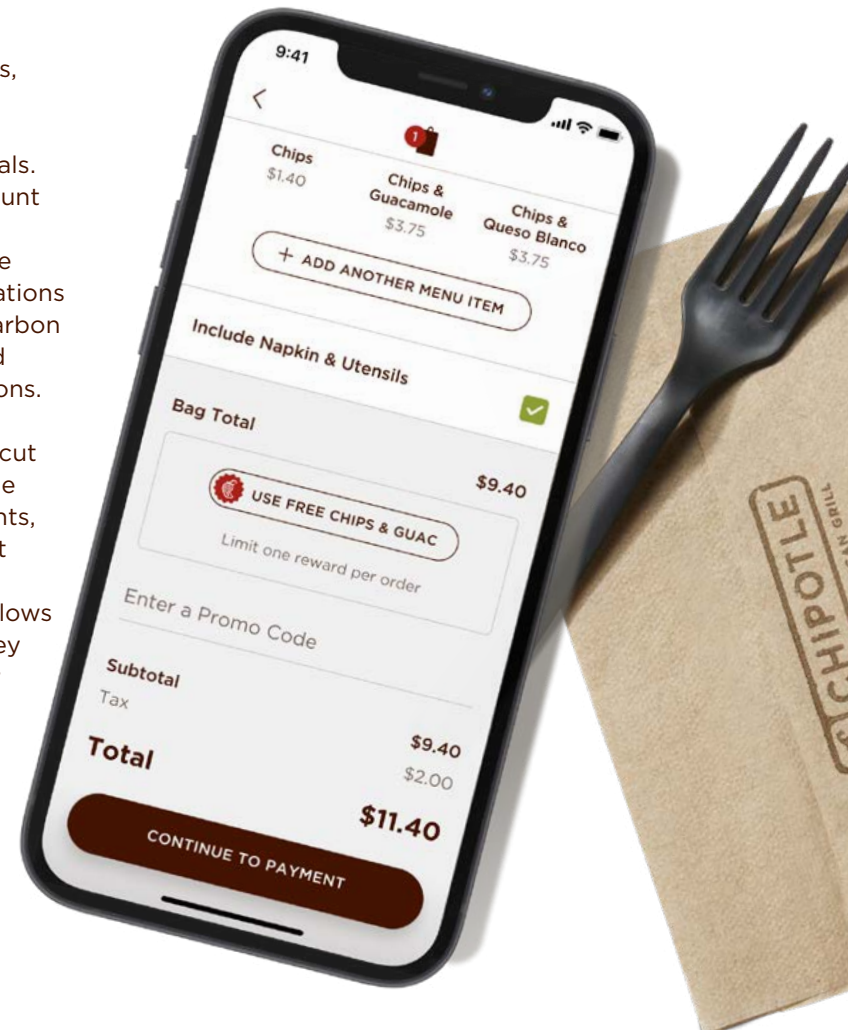 s,
als.
unt
e
ations
arbon
d
ons.
cut
e
nts,
t
lows
ey
9:41
1
Chips
$1.40
Chips &
Guacamole
$3.75
Chips &
Queso Blanco
$3.75
+ ADD ANOTHER MENU ITEM
Include Napkin & Utensils
Bag Total
$9.40
USE FREE CHIPS & GUAC
Limit one reward per order
Enter a Promo Code
Subtotal
$9.40
Tax
$2.00
Total
$11.40
CONTINUE TO PAYMENT
CHIPOTLE
AN GRILL